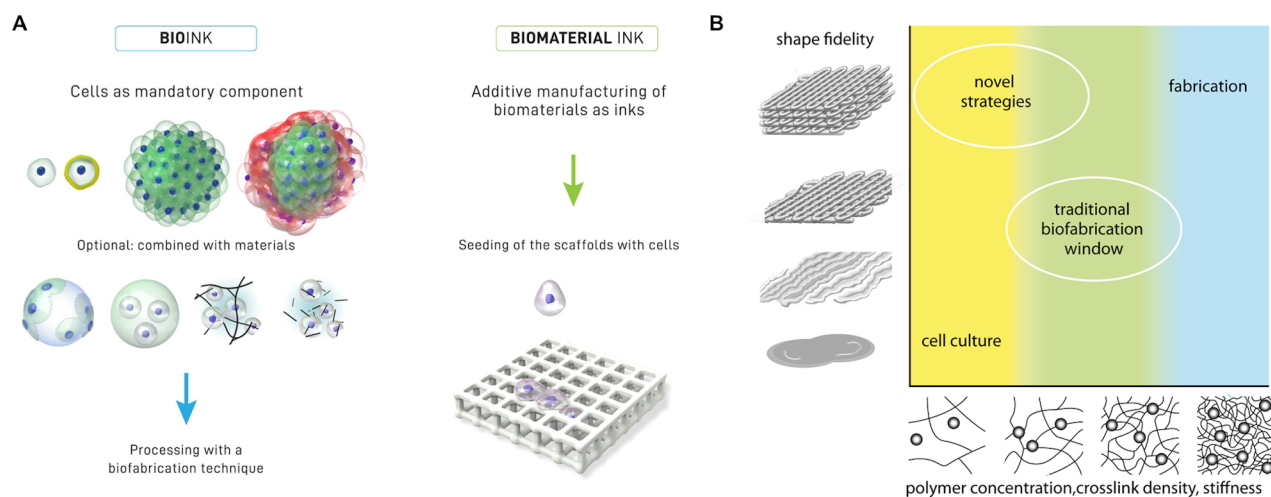 A
BIOINK
Cells as mandatory component
Optional: combined with materials
Processing with a
biofabrication technique
BIOMATERIAL INK
Additive manufacturing of
biomaterials as inks
Seeding of the scaffolds with cells
B
shape fidelity
novel
strategies
fabrication
traditional
biofabrication
window
cell culture
polymer concentration,crosslink density, stiffness